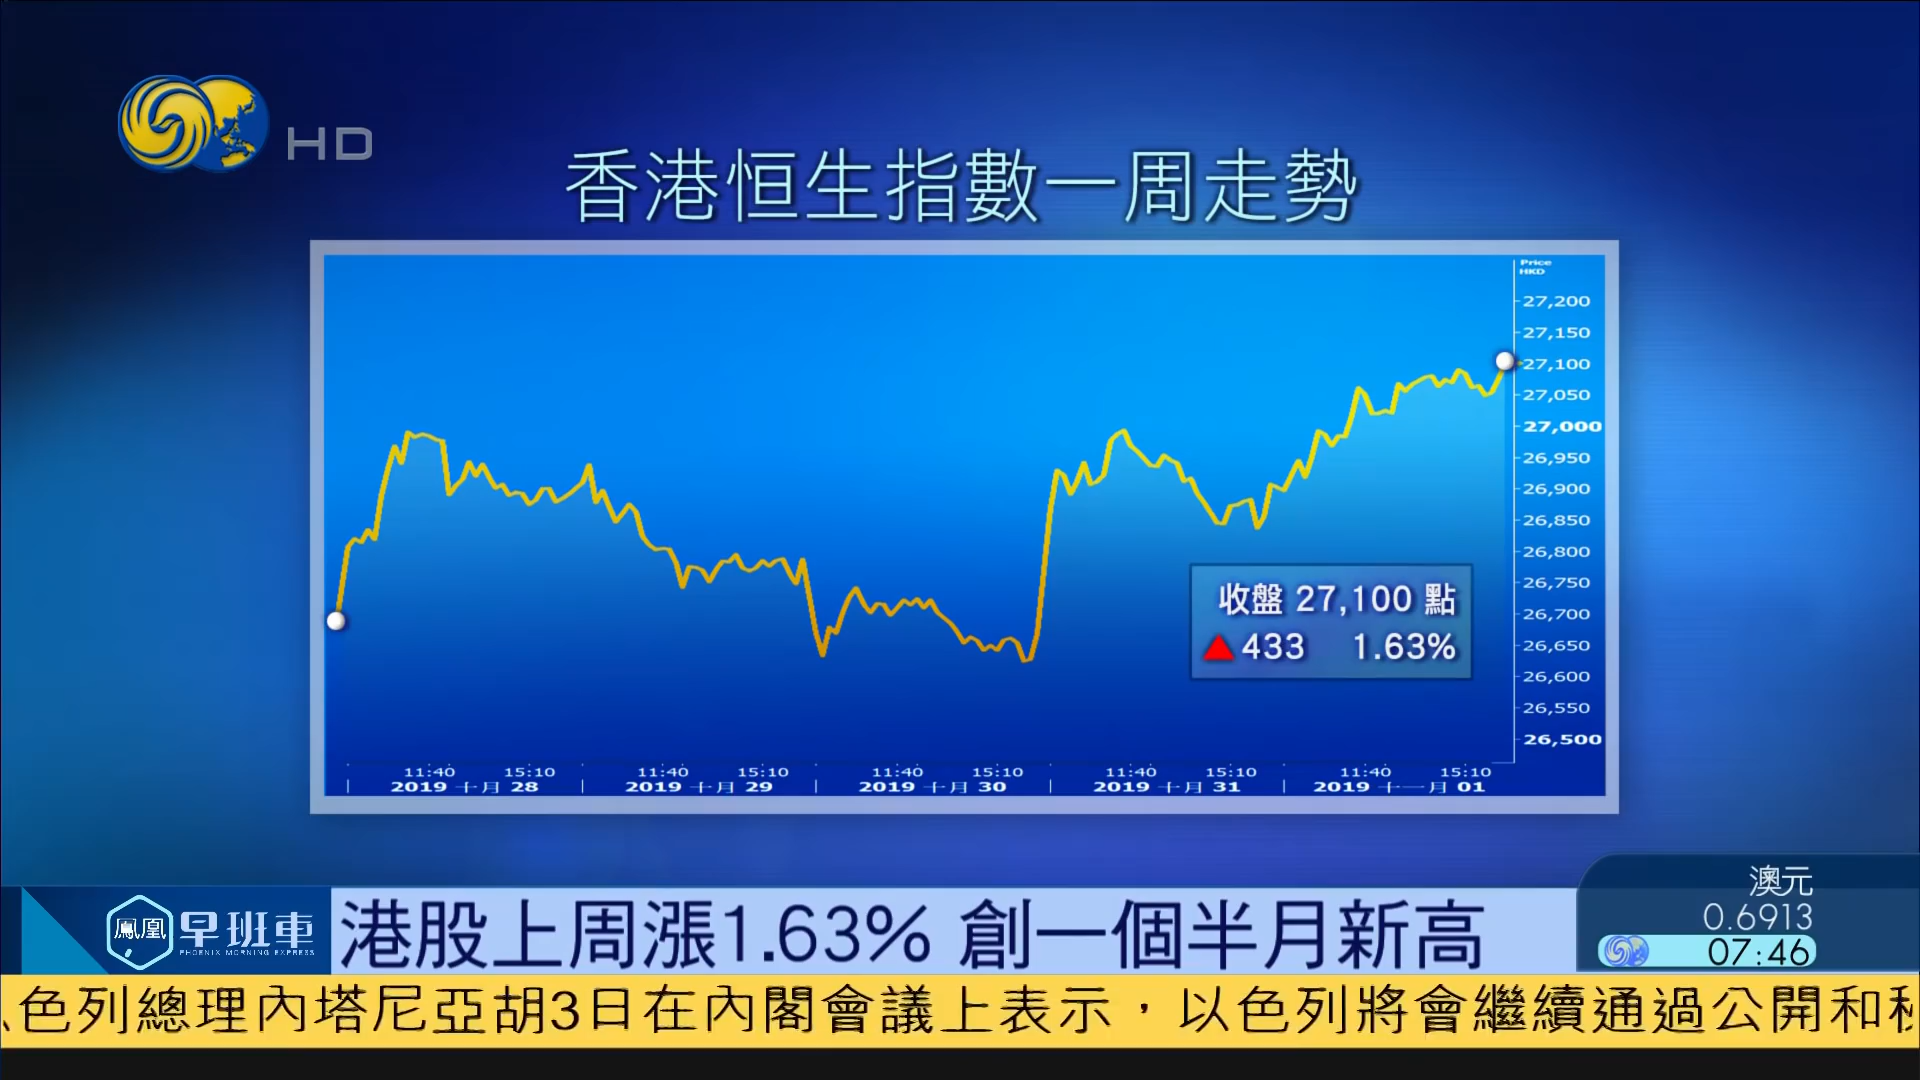 HD
香港恒生指數一周走勢
Price
HKD
27,200
27,150
27,100
27,050
27,000
26,950
26,900
26,850
26,800
26,750
26,700
26,650
26,600
26,550
26,500
收盤 27,100 點
▲433 1.63%
11:40 15:10 11:40 15:10 11:40 15:10 11:40 15:10 11:40 15:10
2019 十月 28 2019 十月 29 2019 十月 30 2019 十月 31 2019 十一月 01
澳元
0.6913
07:46
鳳凰 早班車
PHOENIX MORNING EXPRESS
港股上周漲1.63% 創一個半月新高
色列總理內塔尼亞胡3日在內閣會議上表示，以色列將會繼續通過公開和